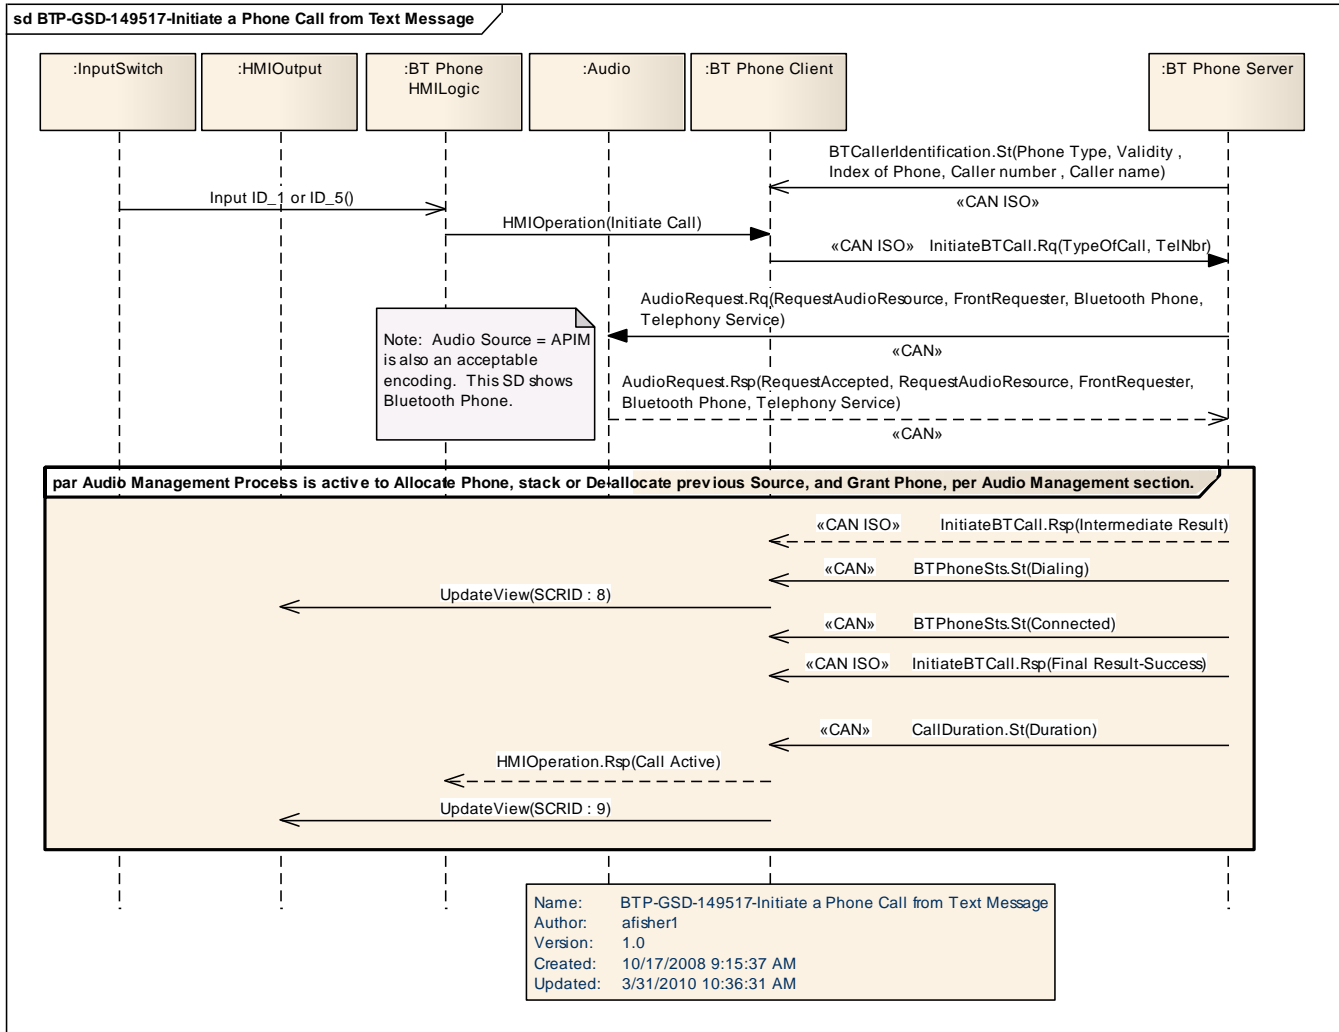 sd BTP-GSD-149517-Initiate a Phone Call from Text Message
:InputSwitch
:HMIOutput
:BT Phone
HMILogic
:Audio
:BT Phone Client
:BT Phone Server
BTCallerIdentification.St(Phone Type, Validity ,
Index of Phone, Caller number , Caller name)
«CAN ISO»
Input ID_1 or ID_5()
HMIOperation(Initiate Call)
«CAN ISO» InitiateBTCall.Rq(TypeOfCall, TelNbr)
AudioRequest.Rq(RequestAudioResource, FrontRequester, Bluetooth Phone,
Telephony Service)
«CAN»
Note: Audio Source = APIM
is also an acceptable
encoding. This SD shows
Bluetooth Phone.
AudioRequest.Rsp(RequestAccepted, RequestAudioResource, FrontRequester,
Bluetooth Phone, Telephony Service)
«CAN»
par Audio Management Process is active to Allocate Phone, stack or De-allocate previous Source, and Grant Phone, per Audio Management section.
«CAN ISO» InitiateBTCall.Rsp(Intermediate Result)
«CAN» BTPhoneSts.St(Dialing)
UpdateView(SCRID : 8)
«CAN» BTPhoneSts.St(Connected)
«CAN ISO» InitiateBTCall.Rsp(Final Result-Success)
«CAN» CallDuration.St(Duration)
HMIOperation.Rsp(Call Active)
UpdateView(SCRID : 9)
Name: BTP-GSD-149517-Initiate a Phone Call from Text Message
Author: afisher1
Version: 1.0
Created: 10/17/2008 9:15:37 AM
Updated: 3/31/2010 10:36:31 AM